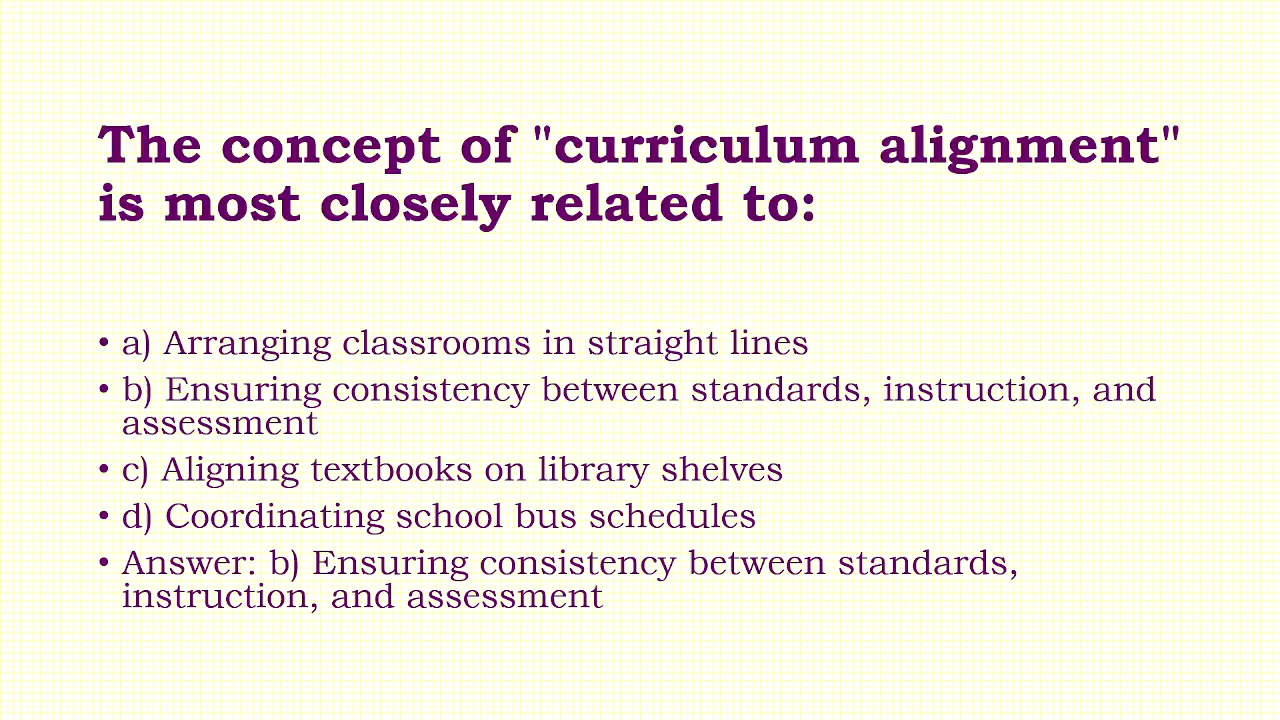 The concept of "curriculum alignment"
is most closely related to:
• a) Arranging classrooms in straight lines
• b) Ensuring consistency between standards, instruction, and
assessment
• c) Aligning textbooks on library shelves
• d) Coordinating school bus schedules
• Answer: b) Ensuring consistency between standards,
instruction, and assessment